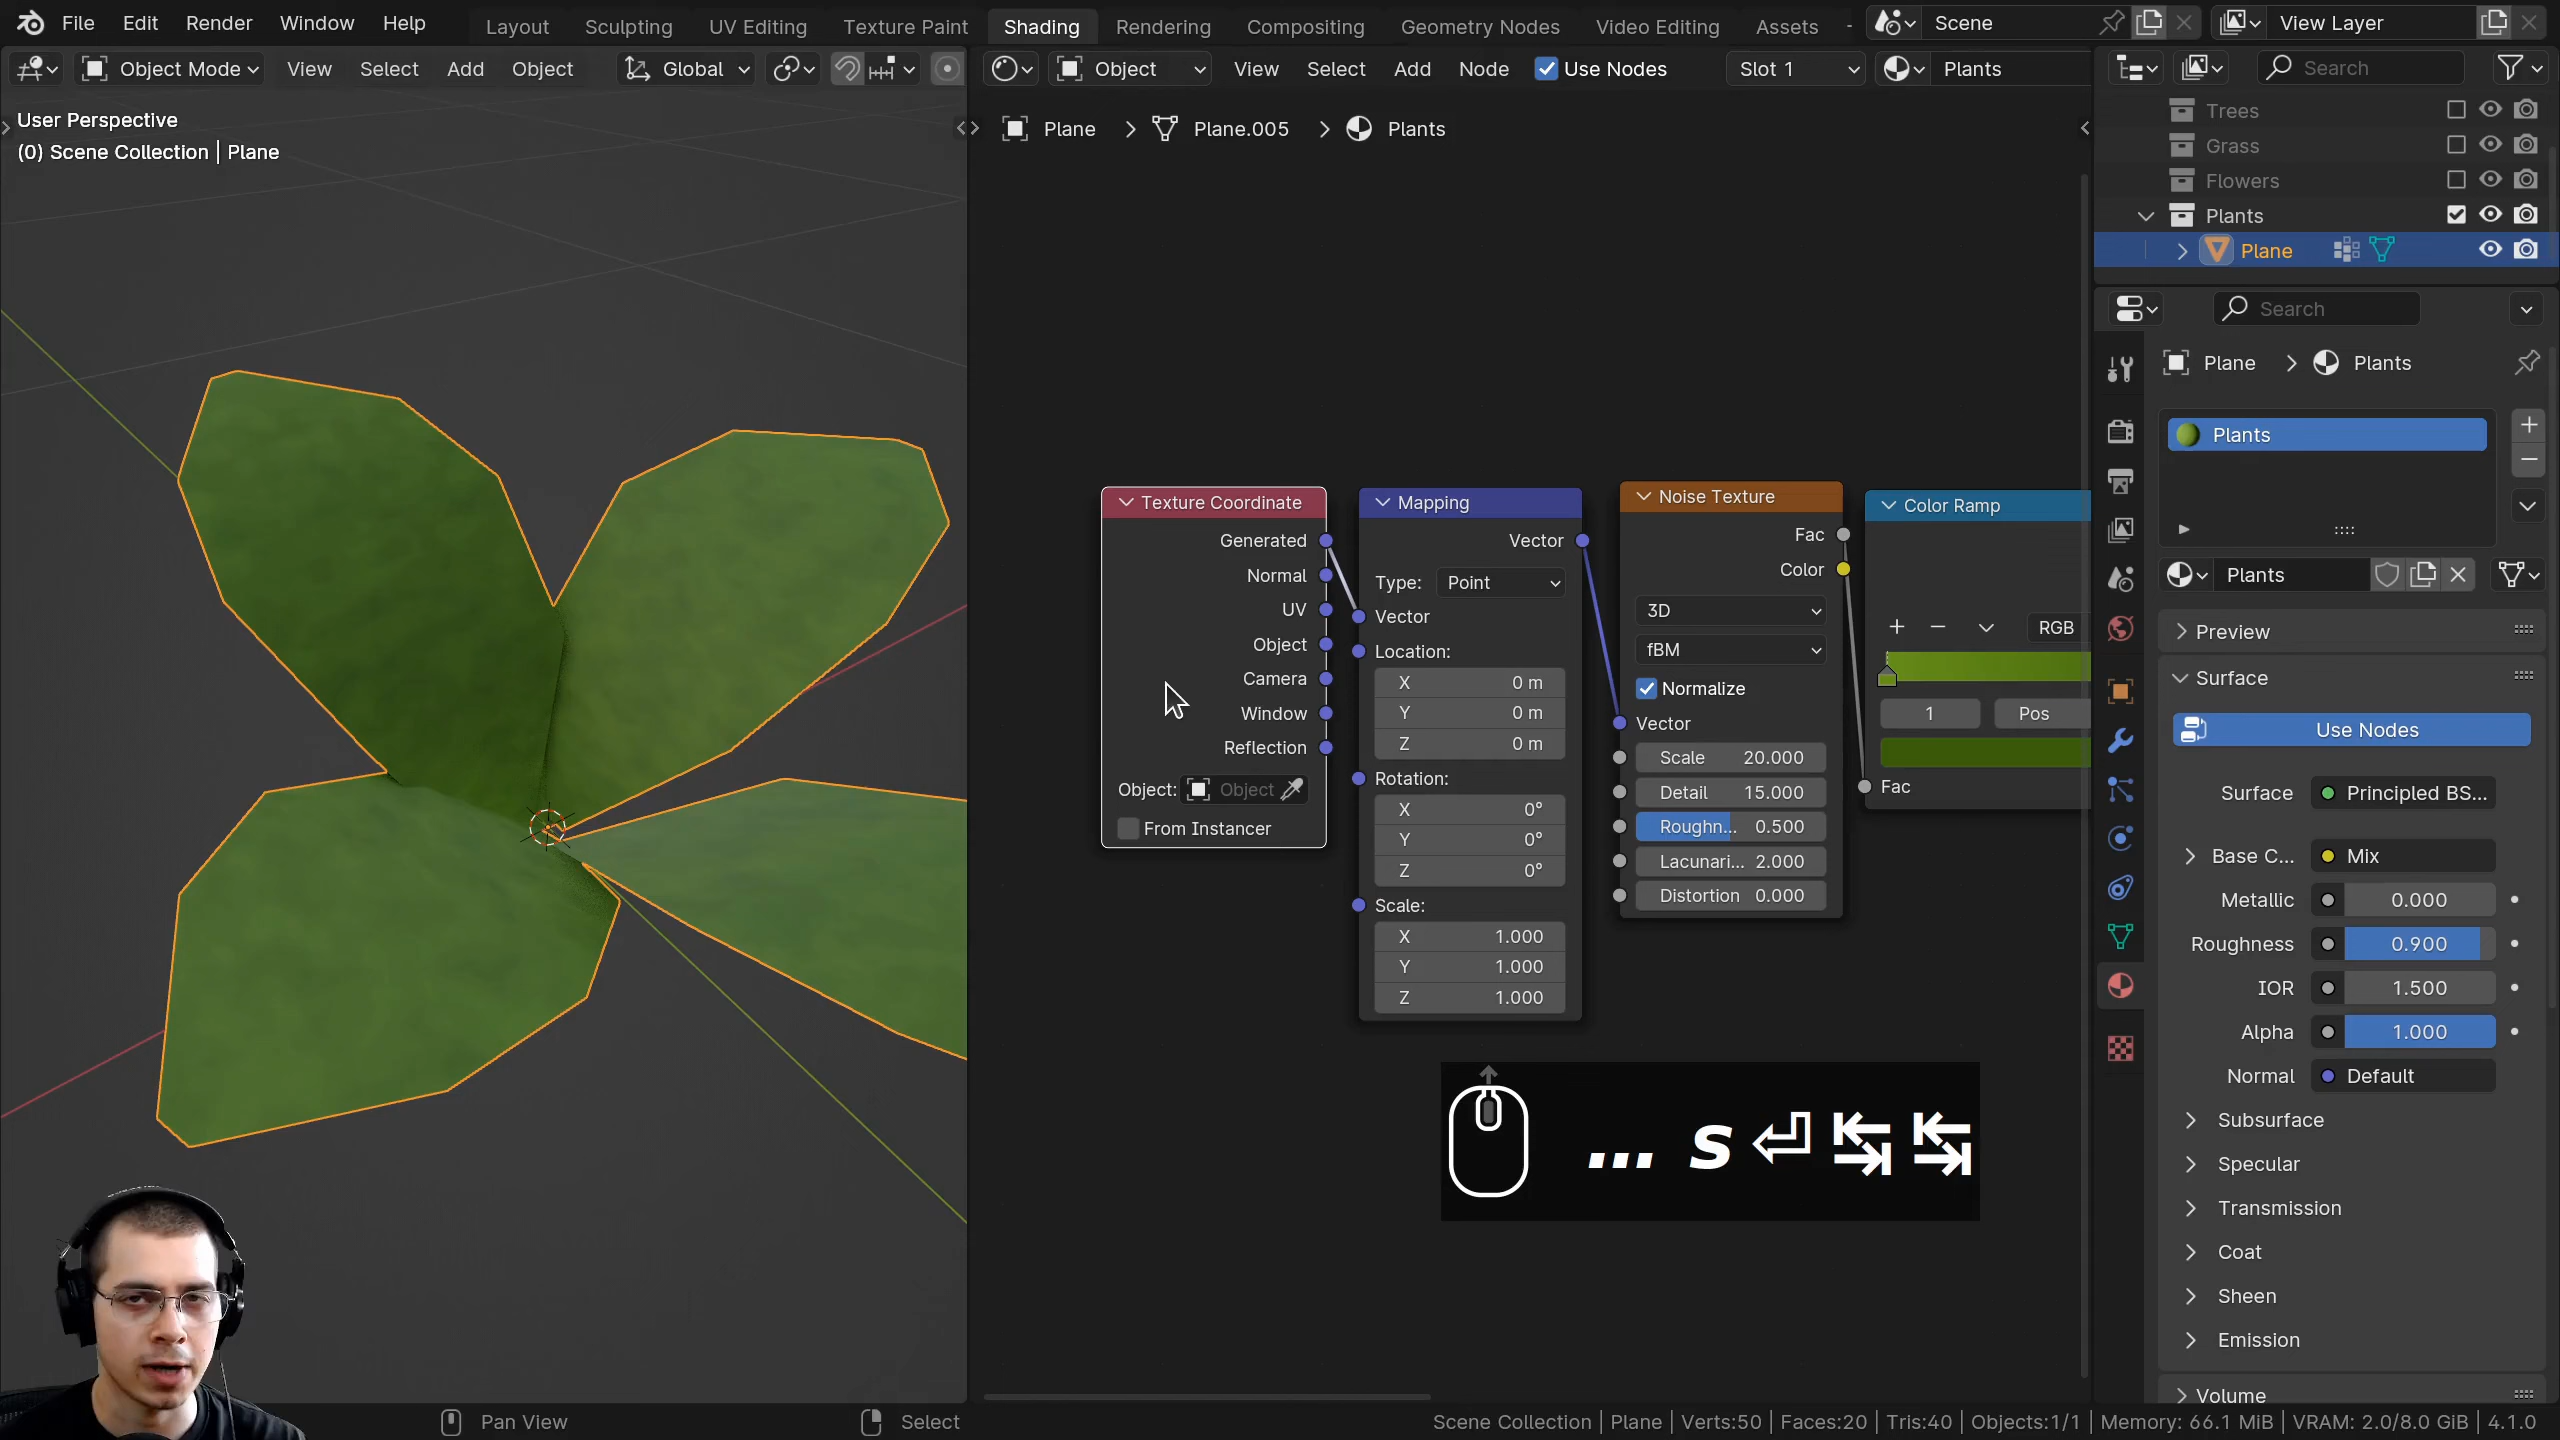 File Edit Render Window Help Layout Sculpting UV Editing Texture Paint Shading Rendering Compositing Geometry Nodes Video Editing Assets Scene View Layer
Object Mode View Select Add Object Global Object View Select Add Node Use Nodes Slot 1 Plants Search
User Perspective
(0) Scene Collection | Plane
Plane > Plane.005 > Plants
Trees
Grass
Flowers
Plants
Plane
Search
Plane > Plants
Plants
Plants
Preview
Surface
Use Nodes
Surface Principled BS...
Base C... Mix
Metallic 0.000
Roughness 0.900
IOR 1.500
Alpha 1.000
Normal Default
Subsurface
Specular
Transmission
Coat
Sheen
Emission
Volume
Texture Coordinate
Generated
Normal
UV
Object
Camera
Window
Reflection
Object: Object
From Instancer
Mapping
Vector
Type: Point
Vector
Location:
X 0 m
Y 0 m
Z 0 m
Rotation:
X 0°
Y 0°
Z 0°
Scale:
X 1.000
Y 1.000
Z 1.000
Noise Texture
Fac
Color
3D
fBM
Normalize
Vector
Scale 20.000
Detail 15.000
Roughn... 0.500
Lacunari... 2.000
Distortion 0.000
Color Ramp
+ − RGB
1 Pos
Fac
... s ⏎ ↹ ↹
Pan View Select Scene Collection | Plane | Verts:50 | Faces:20 | Tris:40 | Objects:1/1 | Memory: 66.1 MiB | VRAM: 2.0/8.0 GiB | 4.1.0